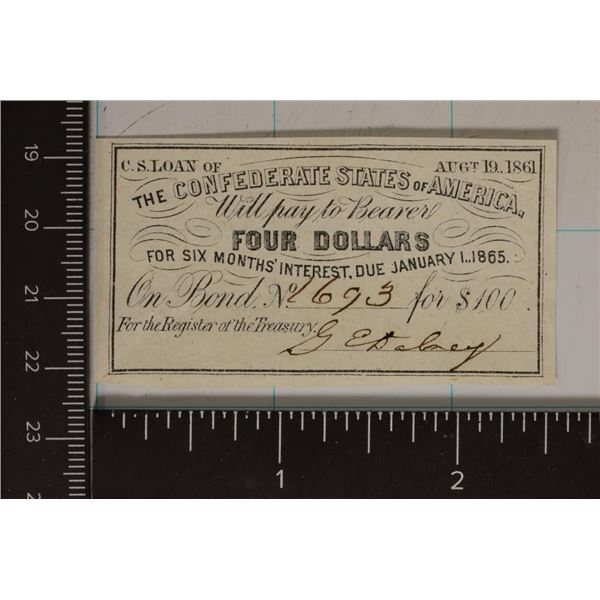 C.S.LOAN OF AUGT 19..1861
THE CONFEDERATE STATES OF AMERICA.,
Will pay to Bearer
FOUR DOLLARS
FOR SIX MONTHS' INTEREST, DUE JANUARY 1..1865.
On Bond, No 1693 for $100
For the Register of the Treasury.
G E Dabney
19
20
21
22
23
1 2